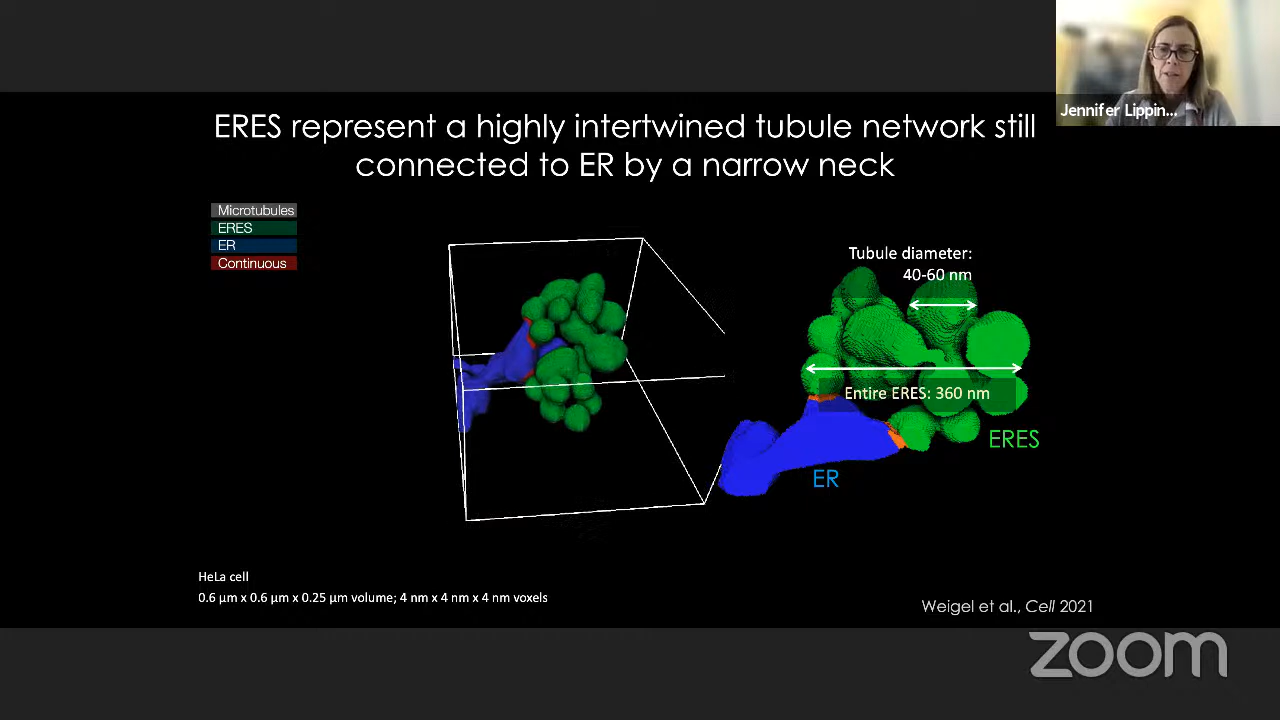 Jennifer Lippin...
ERES represent a highly intertwined tubule network still
connected to ER by a narrow neck
Microtubules
ERES
ER
Continuous
Tubule diameter:
40-60 nm
Entire ERES: 360 nm
ERES
ER
HeLa cell
0.6 µm x 0.6 µm x 0.25 µm volume; 4 nm x 4 nm x 4 nm voxels
Weigel et al., Cell 2021
zoom